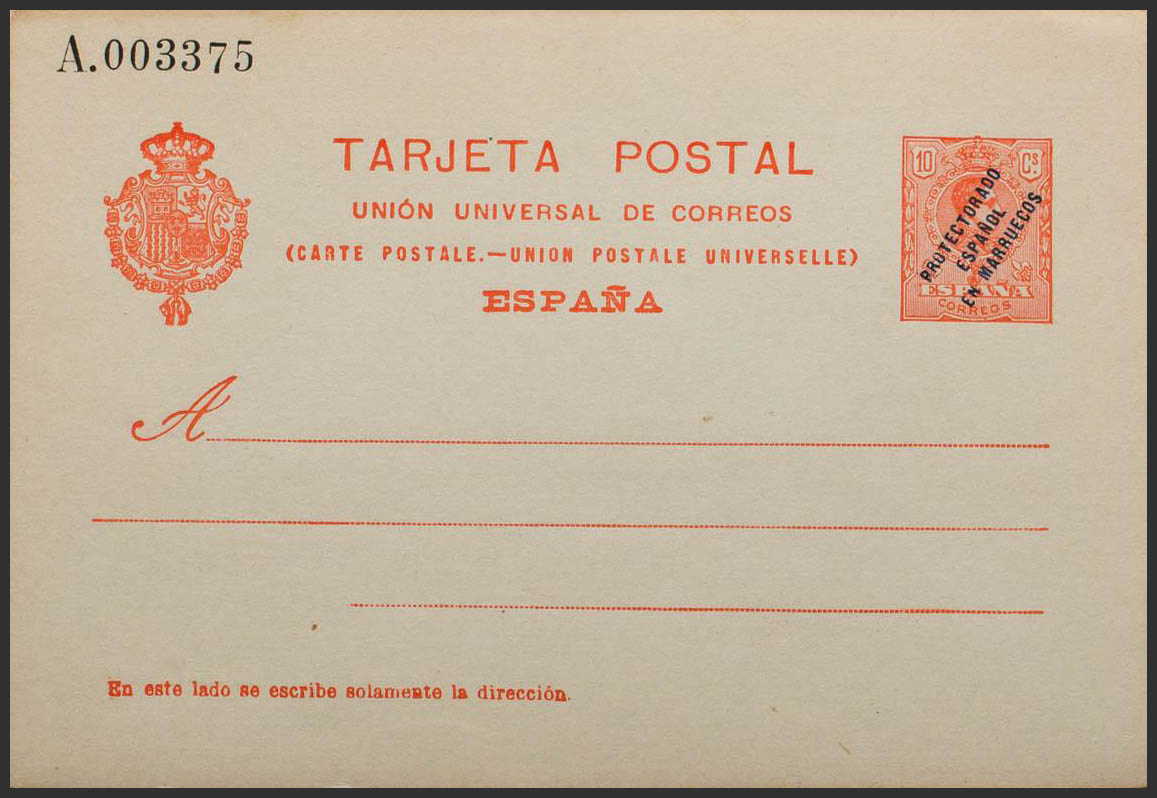 A.003375
TARJETA POSTAL
UNIÓN UNIVERSAL DE CORREOS
(CARTE POSTALE.—UNION POSTALE UNIVERSELLE)
ESPAÑA
10 Cs.
PROTECTORADO
ESPAÑOL
EN MARRUECOS
ESPAÑA
CORREOS
A
En este lado se escribe solamente la dirección.